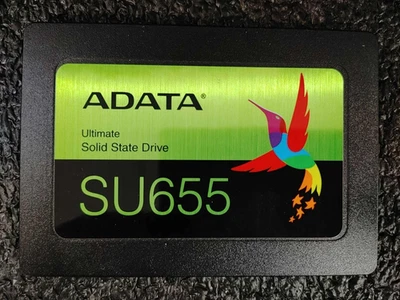 ADATA®
Ultimate
Solid State Drive
SU655